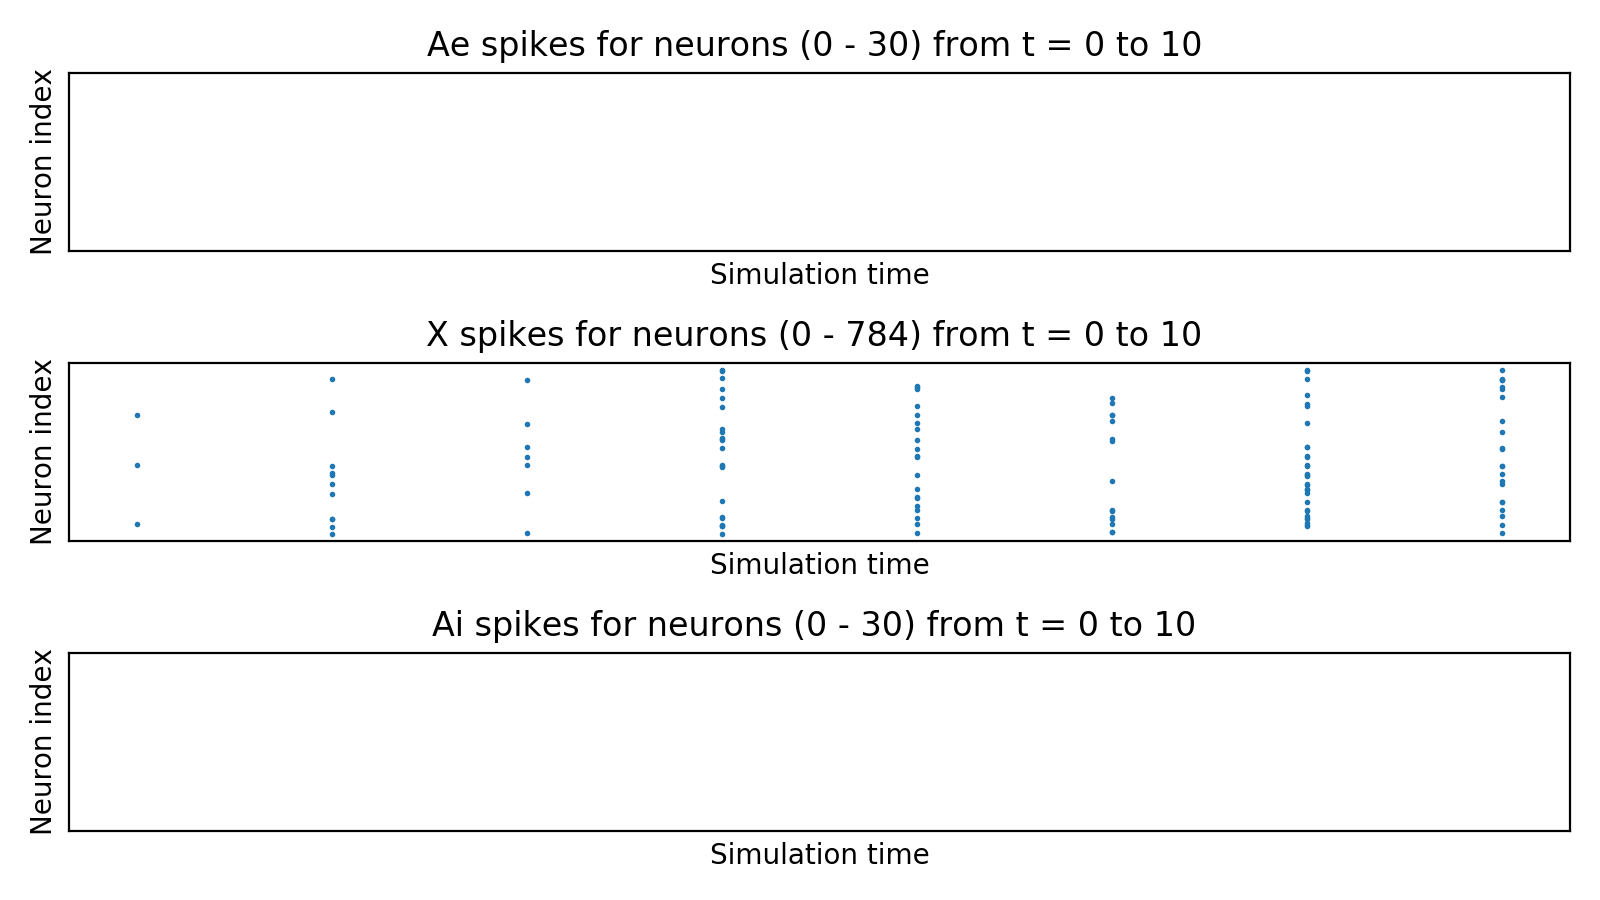 Ae spikes for neurons (0 - 30) from t = 0 to 10
Neuron index
Simulation time
X spikes for neurons (0 - 784) from t = 0 to 10
Neuron index
Simulation time
Ai spikes for neurons (0 - 30) from t = 0 to 10
Neuron index
Simulation time